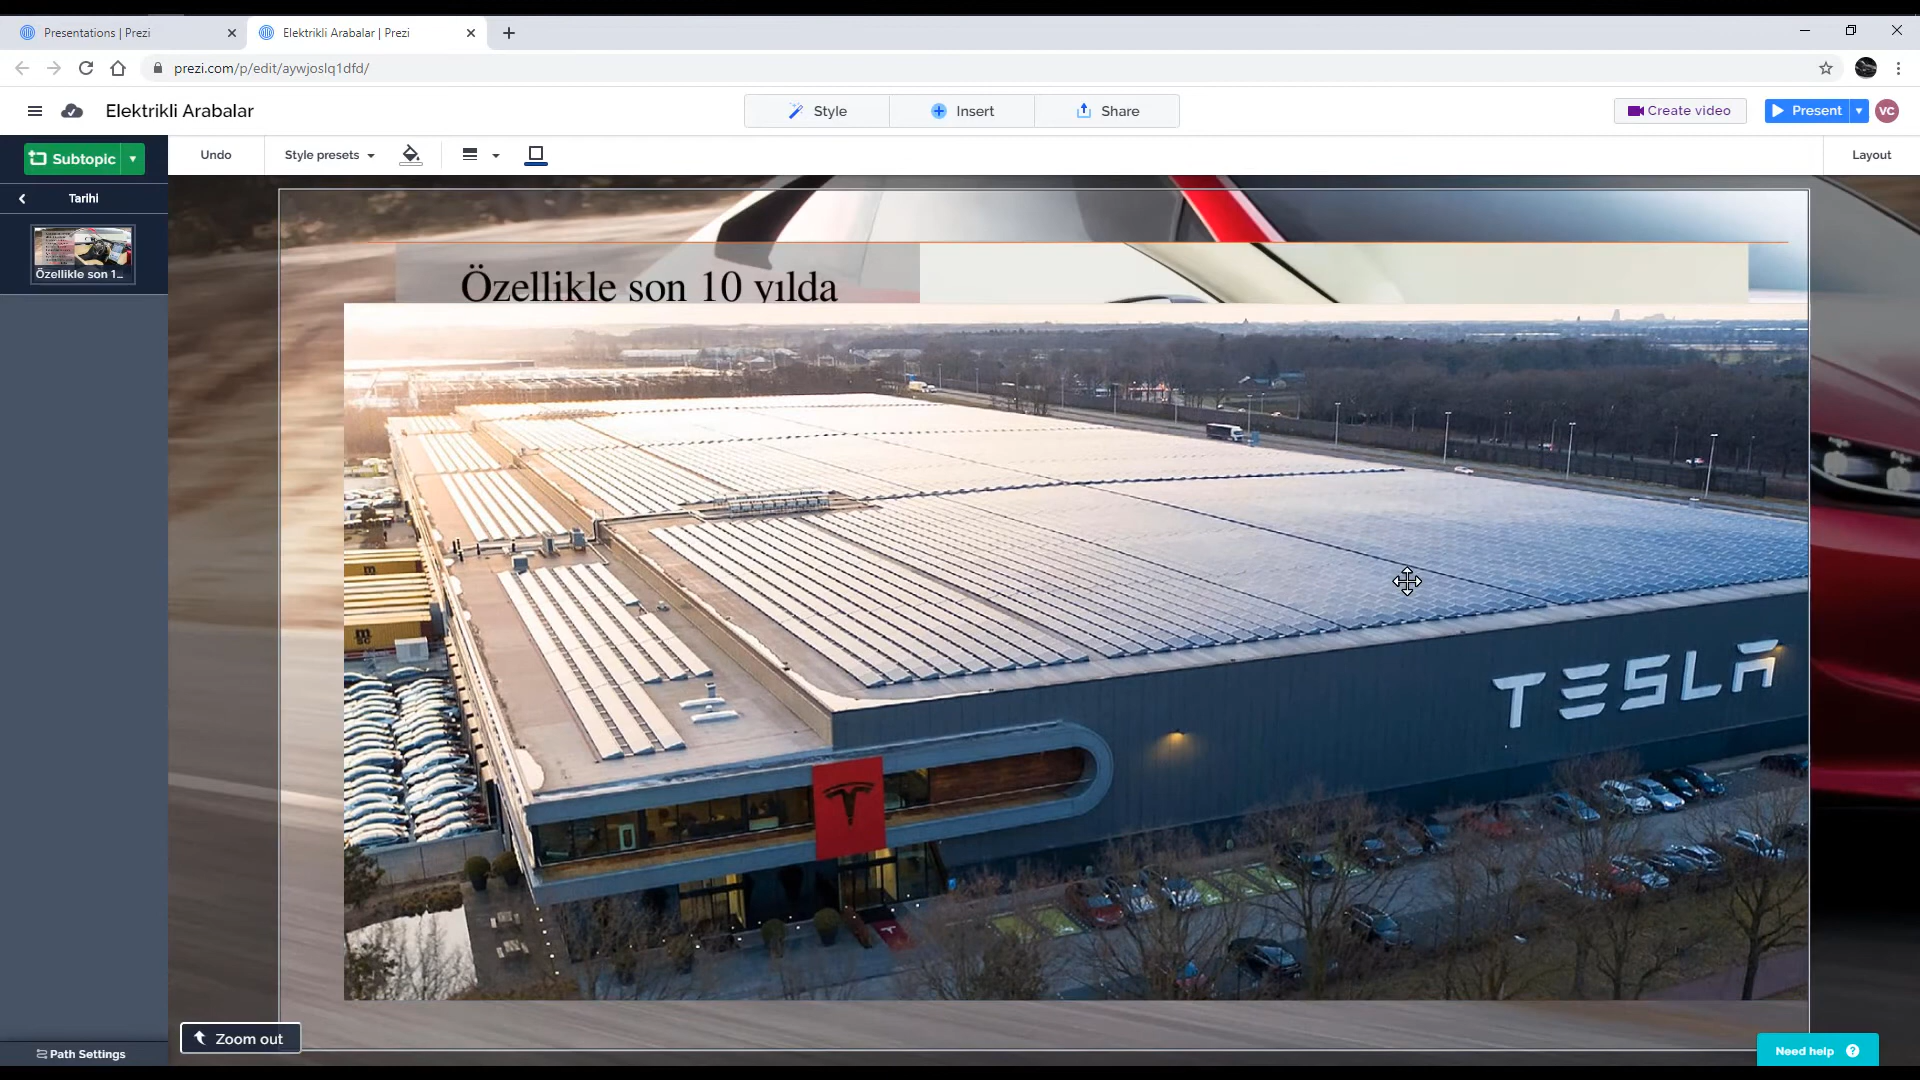 Presentations | Prezi
Elektrikli Arabalar | Prezi
prezi.com/p/edit/aywjoslq1dfd/
Elektrikli Arabalar
Style
Insert
Share
Create video
Present
VC
Subtopic
Undo
Style presets
Layout
Tarihi
Özellikle son 1...
Özellikle son 10 yılda
TESLA
Zoom out
Path Settings
Need help ?